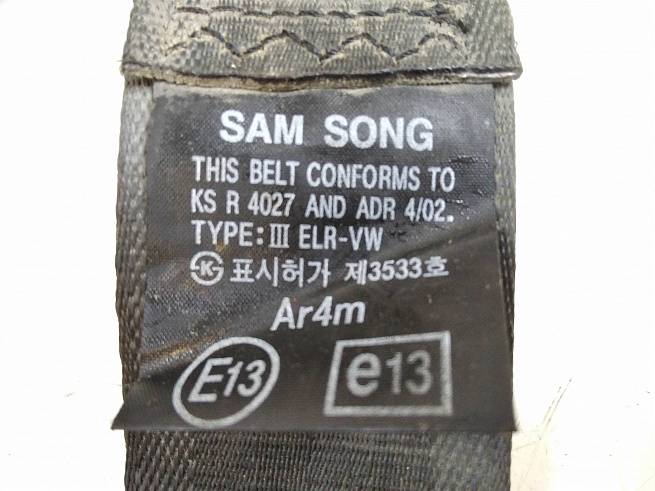 SAM SONG
THIS BELT CONFORMS TO
KS R 4027 AND ADR 4/02.
TYPE: Ⅲ ELR-VW
K 표시허가 제3533호
Ar4m
E13 e13